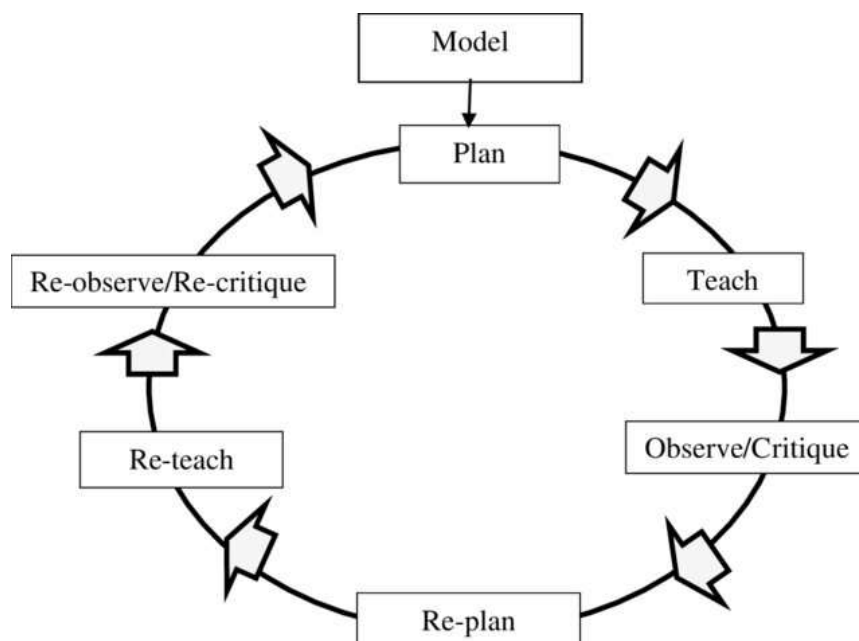 Model
Plan
Teach
Observe/Critique
Re-plan
Re-teach
Re-observe/Re-critique